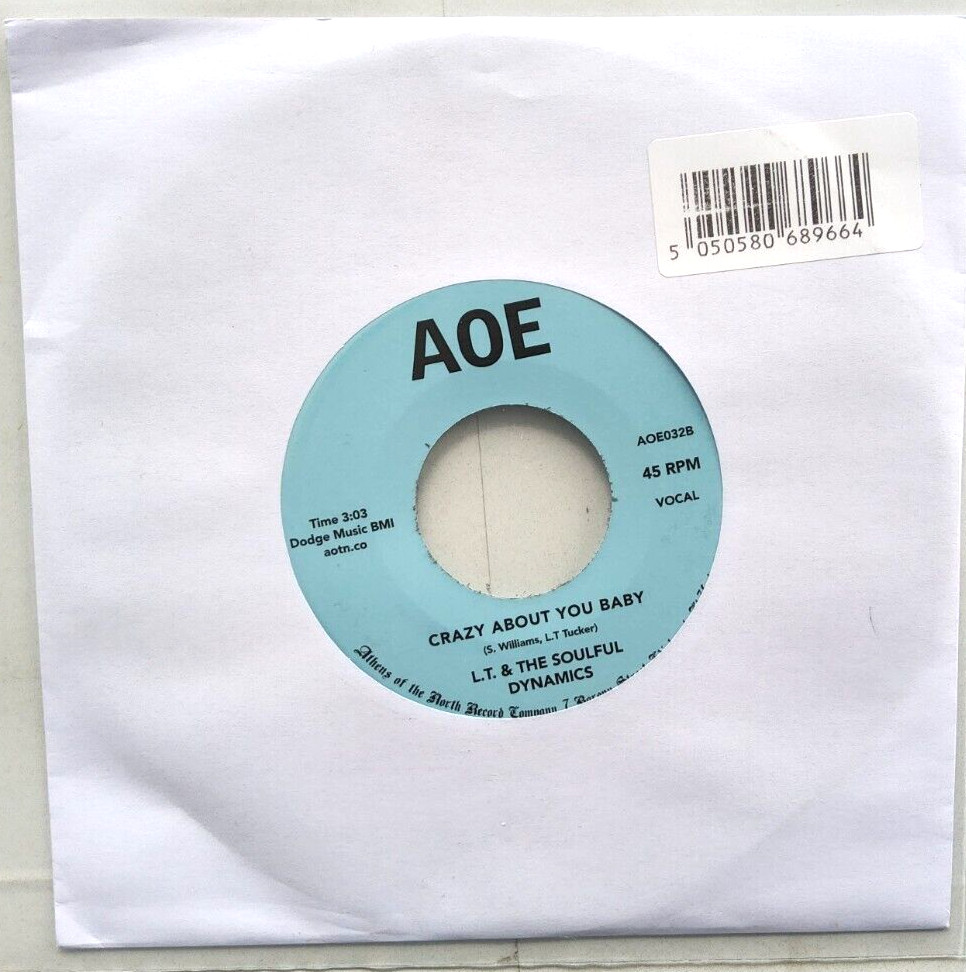 5 050580 689664
AOE
AOE032B
45 RPM
VOCAL
Time 3:03
Dodge Music BMI
aotn.co
CRAZY ABOUT YOU BABY
(S. Williams, L.T Tucker)
L.T. & THE SOULFUL
DYNAMICS
Athens of the North Record Company 7